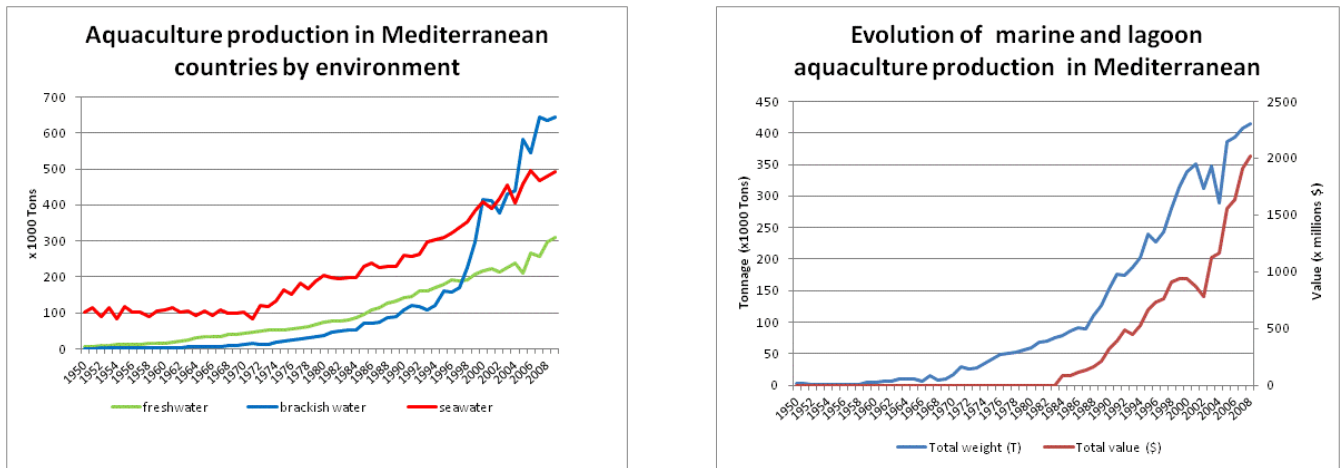 Aquaculture production in Mediterranean
countries by environment
700
600
500
400
300
200
100
0
x1000 Tons
1950 1952 1954 1956 1958 1960 1962 1964 1966 1968 1970 1972 1974 1976 1978 1980 1982 1984 1986 1988 1990 1992 1994 1996 1998 2000 2002 2004 2006 2008
freshwater brackish water seawater
Evolution of marine and lagoon
aquaculture production in Mediterranean
450
400
350
300
250
200
150
100
50
0
Tonnage (x1000 Tons)
2500
2000
1500
1000
500
0
Value (x millions $)
1950 1952 1954 1956 1958 1960 1962 1964 1966 1968 1970 1972 1974 1976 1978 1980 1982 1984 1986 1988 1990 1992 1994 1996 1998 2000 2002 2004 2006 2008
Total weight (T) Total value ($)